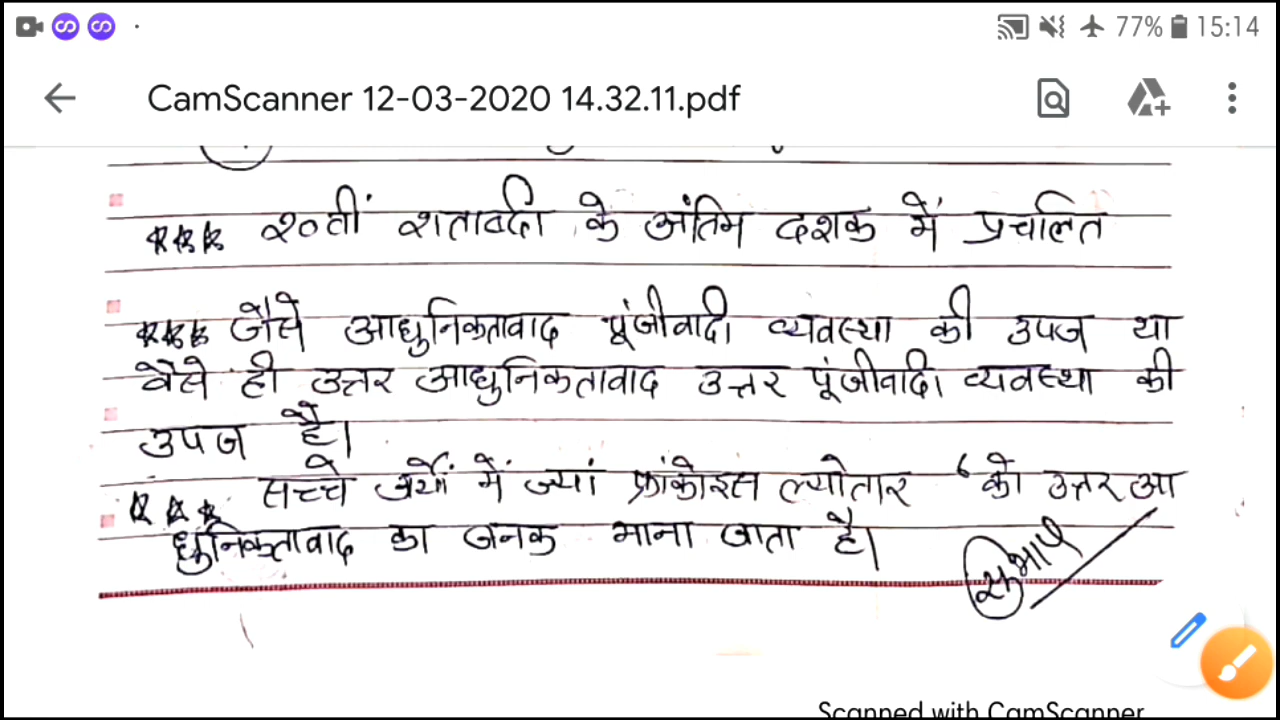 77% 15:14
CamScanner 12-03-2020 14.32.11.pdf
*** २०वीं शताब्दी के अंतिम दशक में प्रचलित
*** जैसे आधुनिकतावाद पूंजीवादी व्यवस्था की उपज था
वैसे ही उत्तर आधुनिकतावाद उत्तर पूंजीवादी व्यवस्था की
उपज है।
*** सच्चे अर्थों में ज्यां फ्रांकोइस ल्योतार ‘को उत्तर आ
धुनिकतावाद का जनक माना जाता है।
Scanned with CamScanner